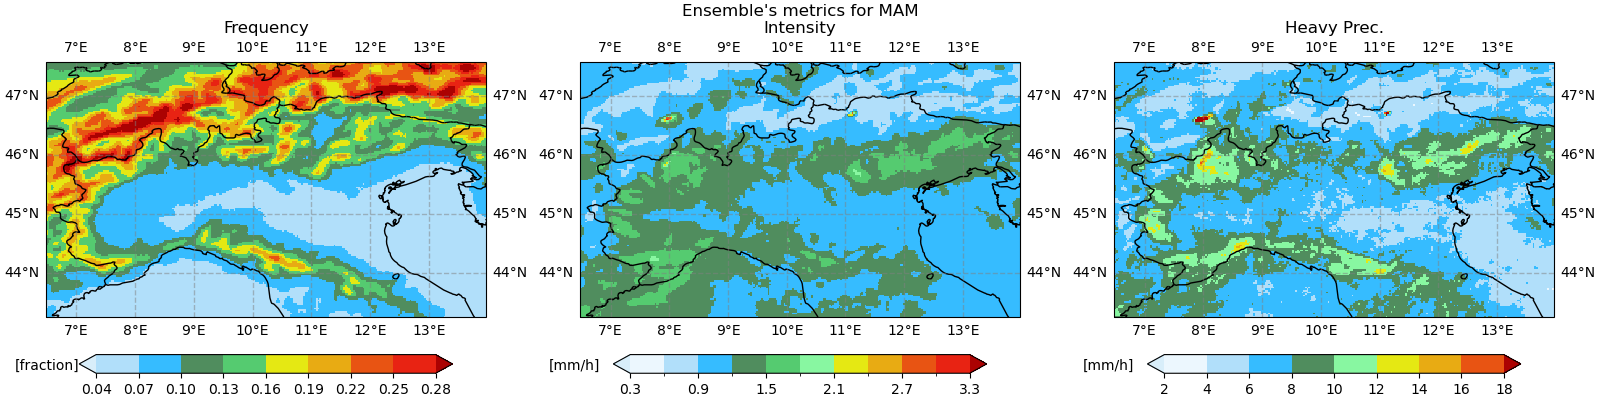 Ensemble's metrics for MAM
Frequency Intensity Heavy Prec.
7°E 8°E 9°E 10°E 11°E 12°E 13°E 7°E 8°E 9°E 10°E 11°E 12°E 13°E 7°E 8°E 9°E 10°E 11°E 12°E 13°E
47°N 47°N 47°N 47°N 47°N 47°N
46°N 46°N 46°N 46°N 46°N 46°N
45°N 45°N 45°N 45°N 45°N 45°N
44°N 44°N 44°N 44°N 44°N 44°N
7°E 8°E 9°E 10°E 11°E 12°E 13°E 7°E 8°E 9°E 10°E 11°E 12°E 13°E 7°E 8°E 9°E 10°E 11°E 12°E 13°E
[fraction] [mm/h] [mm/h]
0.04 0.07 0.10 0.13 0.16 0.19 0.22 0.25 0.28 0.3 0.9 1.5 2.1 2.7 3.3 2 4 6 8 10 12 14 16 18